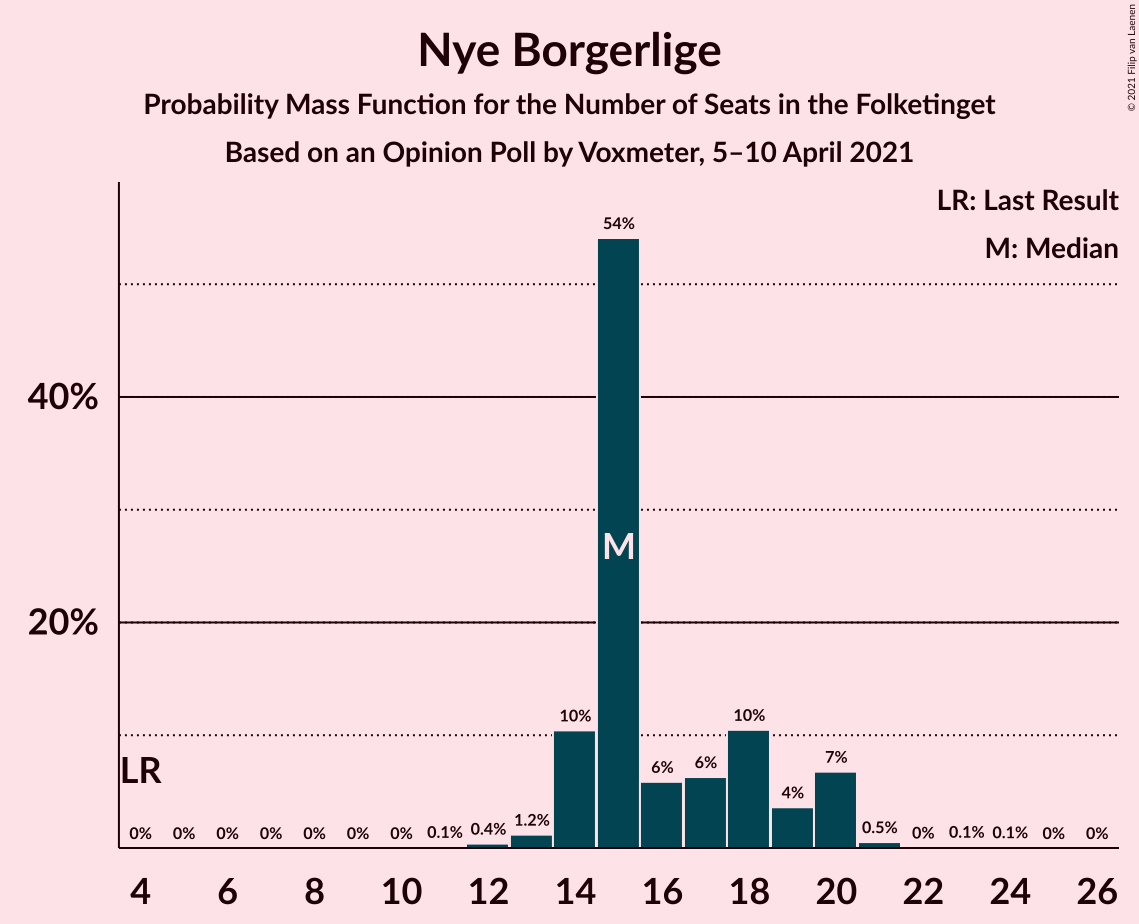 Nye Borgerlige
Probability Mass Function for the Number of Seats in the Folketinget
Based on an Opinion Poll by Voxmeter, 5–10 April 2021
© 2021 Filip van Laenen
LR: Last Result
M: Median
54%
40%
M
20%
10%
10%
LR
6%
6%
4%
7%
0%
0%
0%
0%
0%
0%
0%
0.1%
0.4%
1.2%
0.5%
0%
0.1%
0.1%
0%
0%
4 6 8 10 12 14 16 18 20 22 24 26